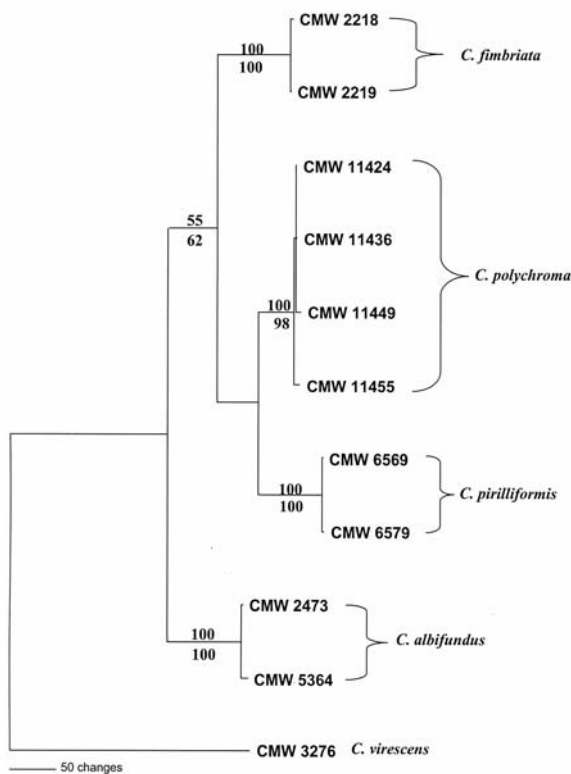 CMW 2218
100
100
C. fimbriata
CMW 2219
CMW 11424
55
62
CMW 11436
C. polychroma
100
98
CMW 11449
CMW 11455
CMW 6569
100
100
C. pirilliformis
CMW 6579
CMW 2473
100
100
C. albifundus
CMW 5364
CMW 3276 C. virescens
50 changes